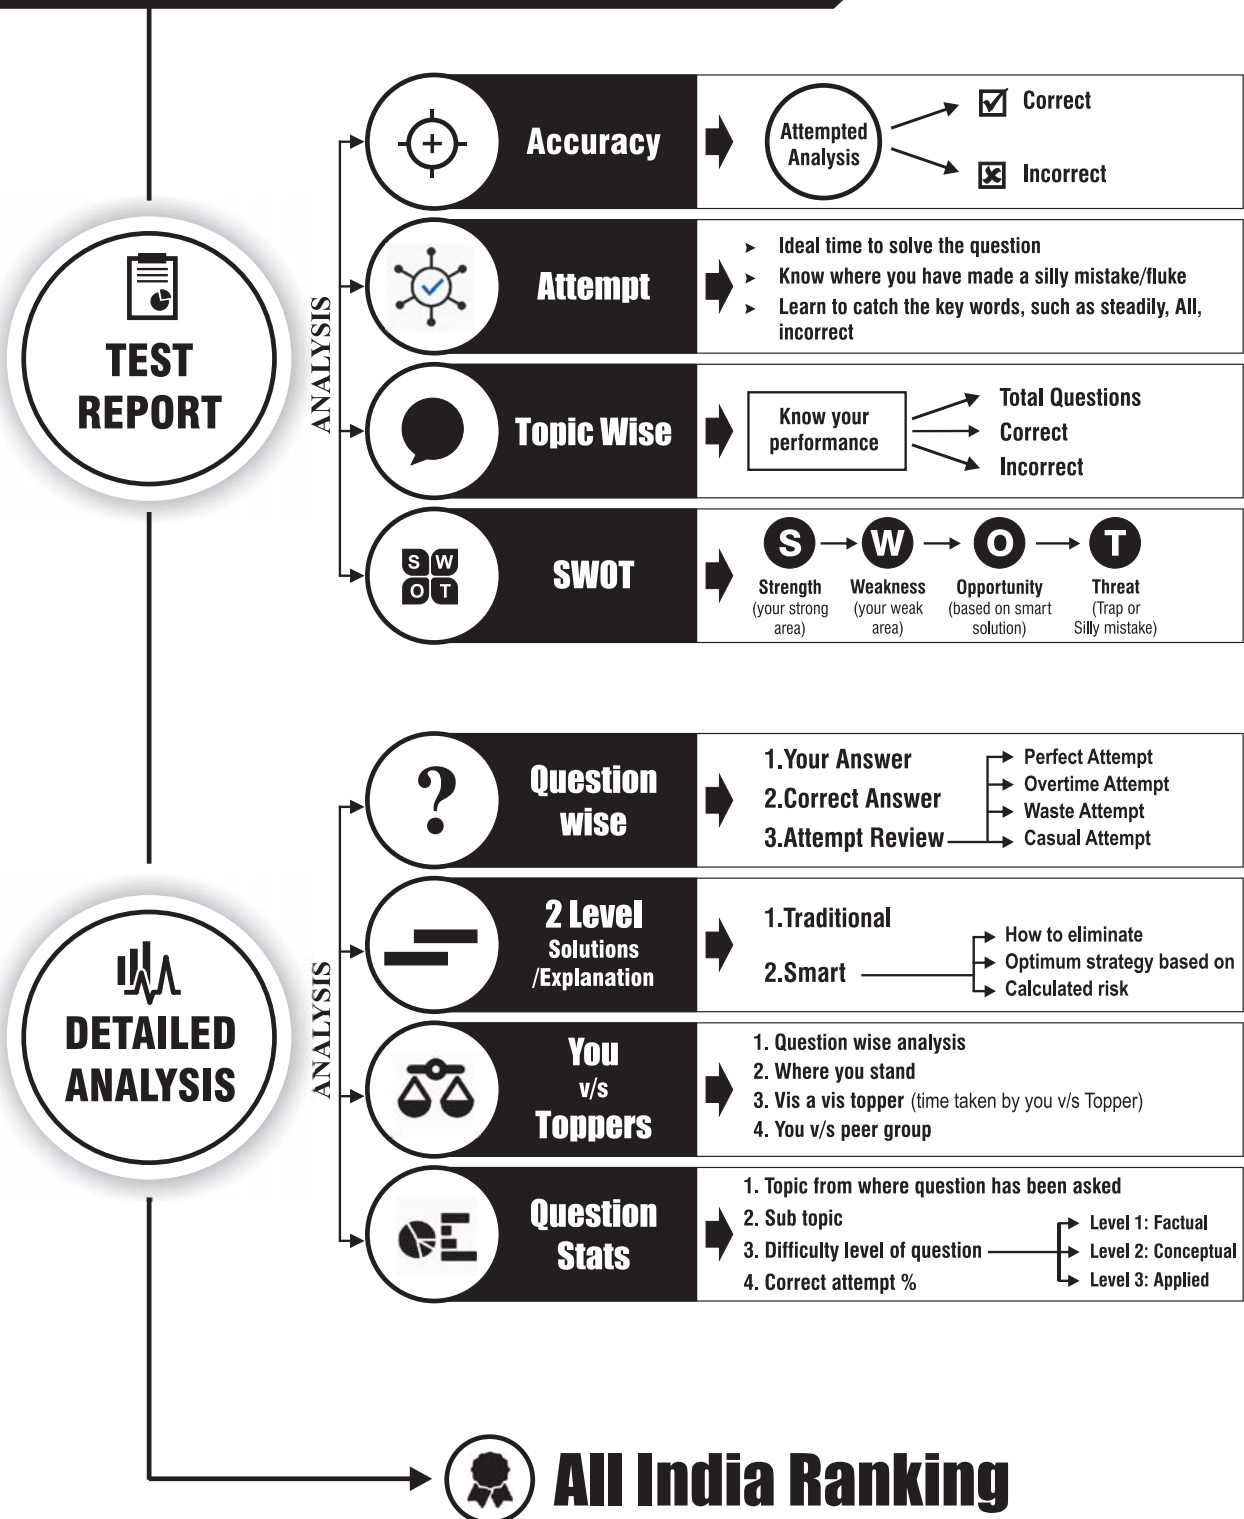 TEST
REPORT
ANALYSIS
Accuracy
Attempted
Analysis
Correct
Incorrect
Attempt
➤ Ideal time to solve the question
➤ Know where you have made a silly mistake/fluke
➤ Learn to catch the key words, such as steadily, All,
incorrect
Topic Wise
Know your
performance
Total Questions
Correct
Incorrect
S W
O T
SWOT
S W O T
Strength Weakness Opportunity Threat
(your strong (your weak (based on smart (Trap or
area) area) solution) Silly mistake)
DETAILED
ANALYSIS
ANALYSIS
?
Question
wise
1.Your Answer
2.Correct Answer
3.Attempt Review
Perfect Attempt
Overtime Attempt
Waste Attempt
Casual Attempt
2 Level
Solutions
/Explanation
1.Traditional
2.Smart
How to eliminate
Optimum strategy based on
Calculated risk
You
v/s
Toppers
1. Question wise analysis
2. Where you stand
3. Vis a vis topper (time taken by you v/s Topper)
4. You v/s peer group
Question
Stats
1. Topic from where question has been asked
2. Sub topic
3. Difficulty level of question
4. Correct attempt %
Level 1: Factual
Level 2: Conceptual
Level 3: Applied
All India Ranking